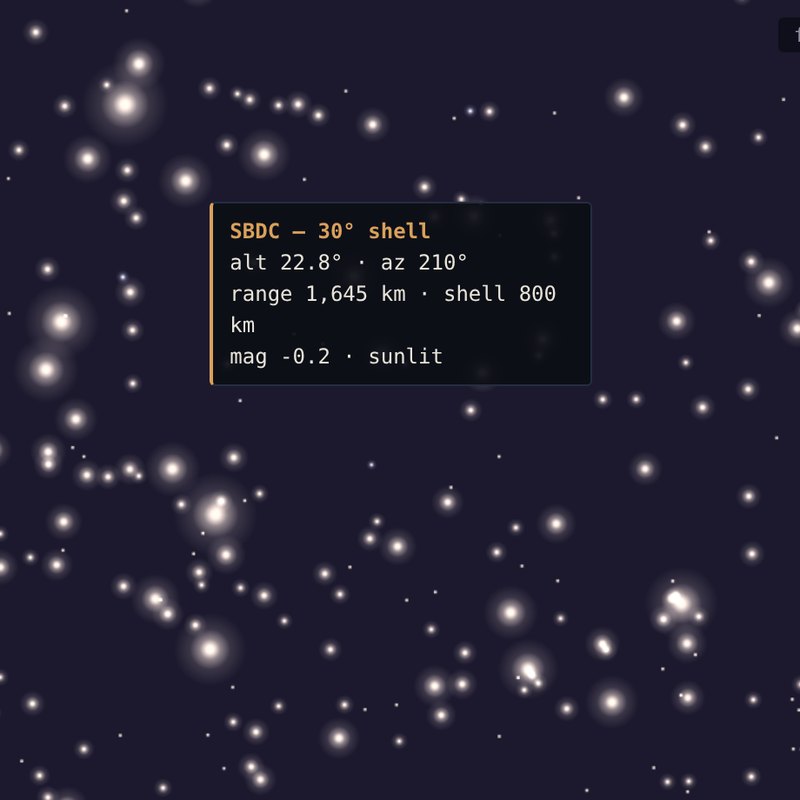 SBDC — 30° shell
alt 22.8° · az 210°
range 1,645 km · shell 800
km
mag -0.2 · sunlit